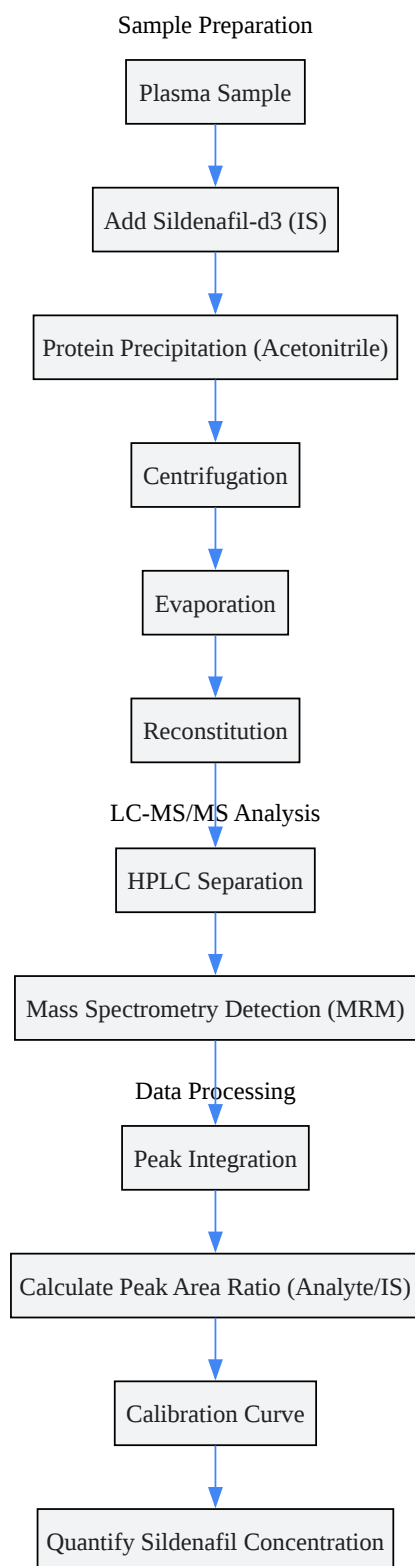 Sample Preparation
Plasma Sample
Add Sildenafil-d3 (IS)
Protein Precipitation (Acetonitrile)
Centrifugation
Evaporation
Reconstitution
LC-MS/MS Analysis
HPLC Separation
Mass Spectrometry Detection (MRM)
Data Processing
Peak Integration
Calculate Peak Area Ratio (Analyte/IS)
Calibration Curve
Quantify Sildenafil Concentration